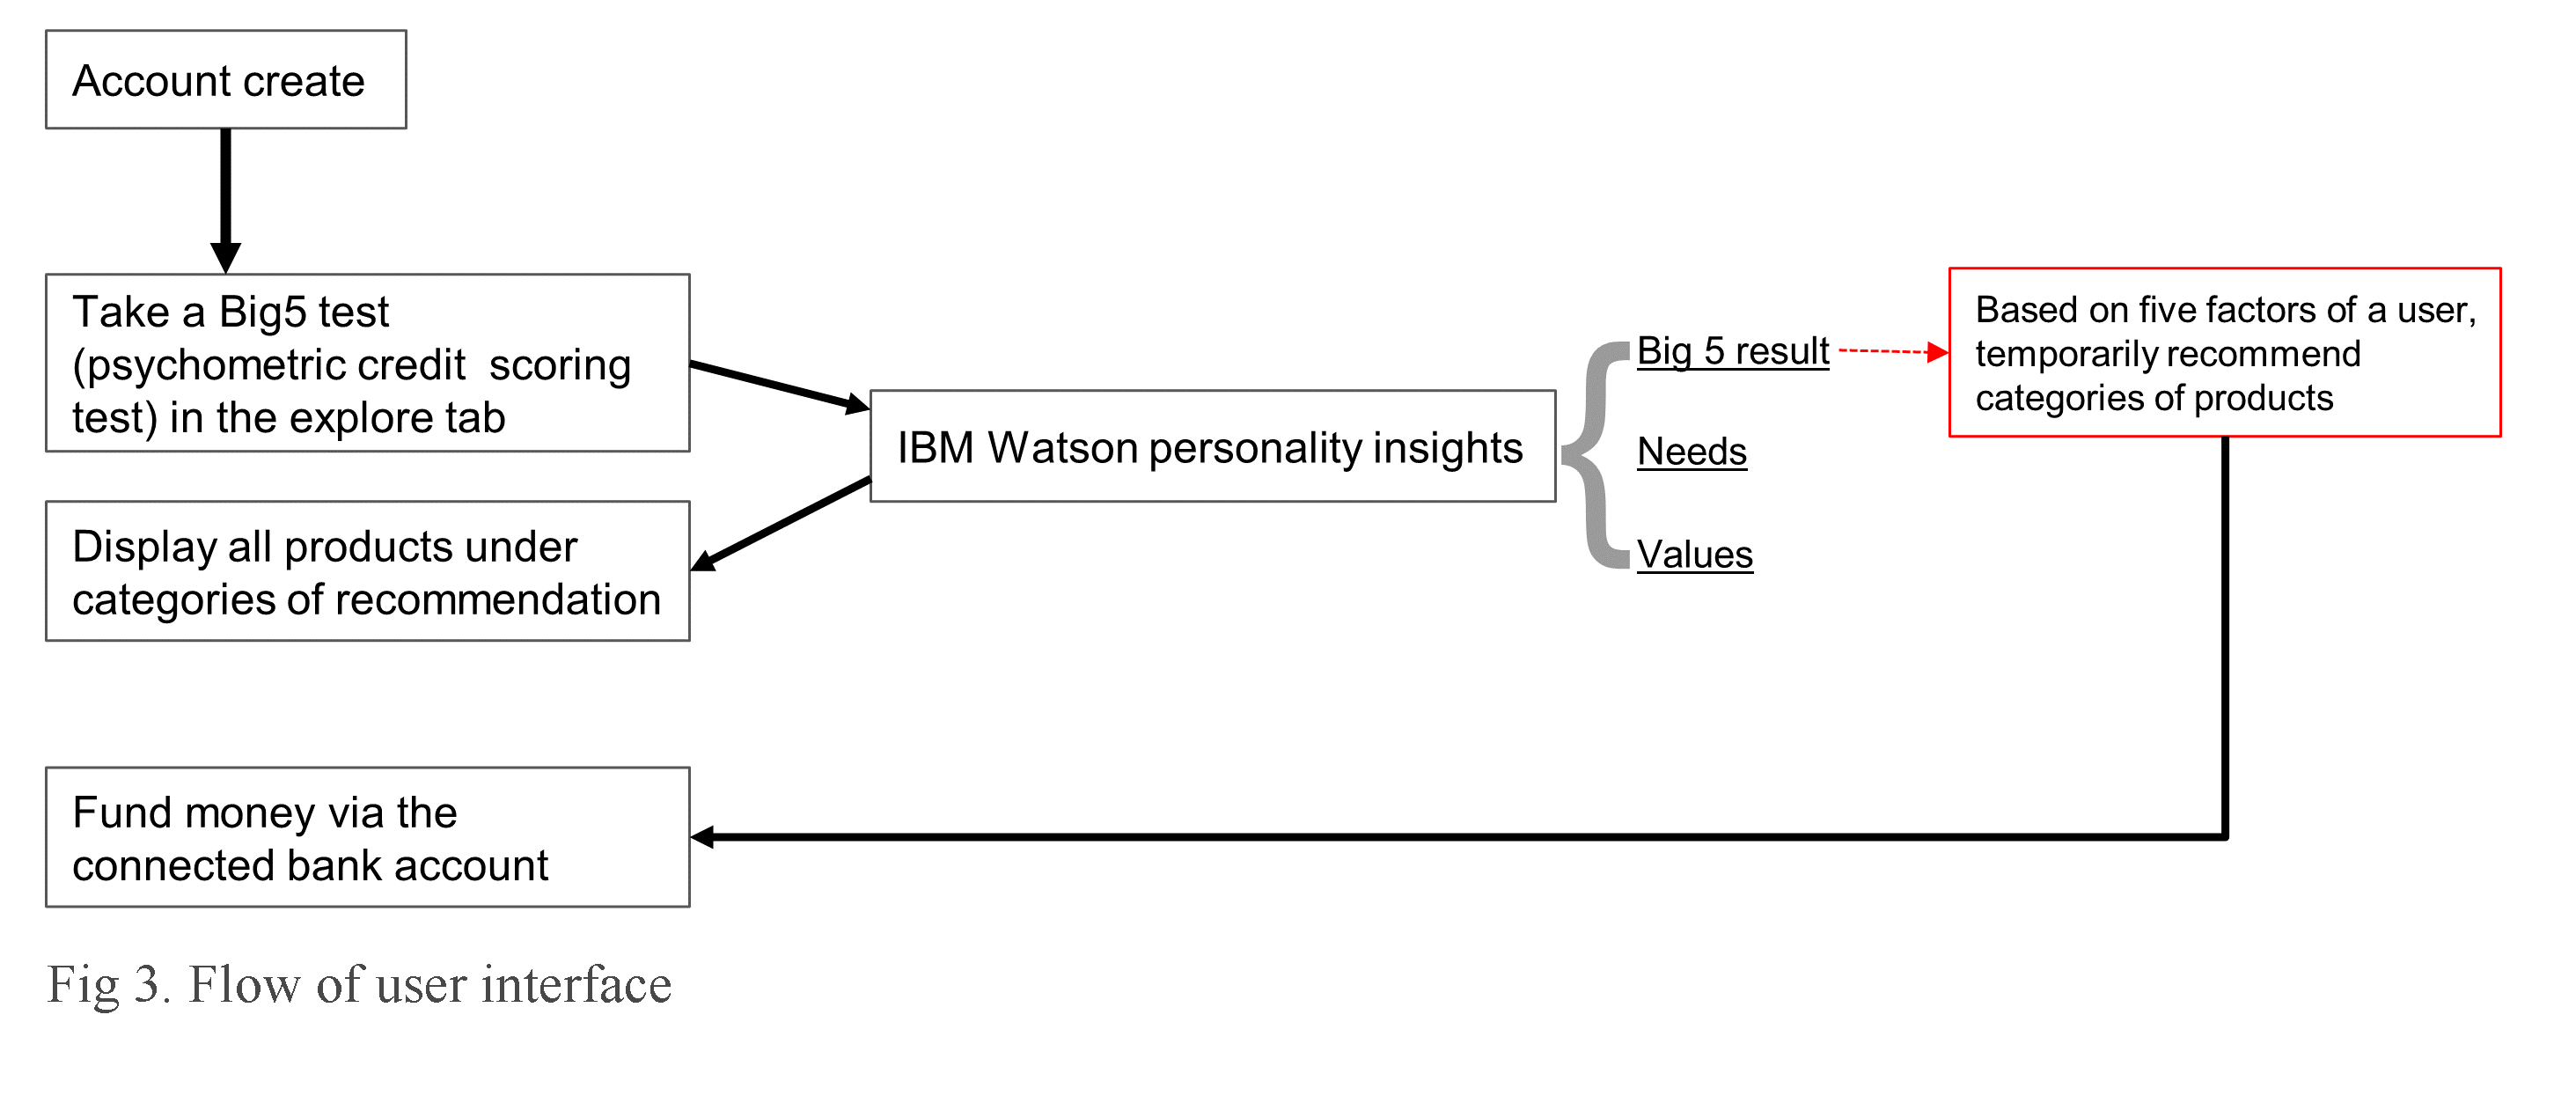 Account create
Take a Big5 test
(psychometric credit  scoring
test) in the explore tab
IBM Watson personality insights
Big 5 result
Needs
Values
Based on five factors of a user,
temporarily recommend
categories of products
Display all products under
categories of recommendation
Fund money via the
connected bank account
Fig 3. Flow of user interface